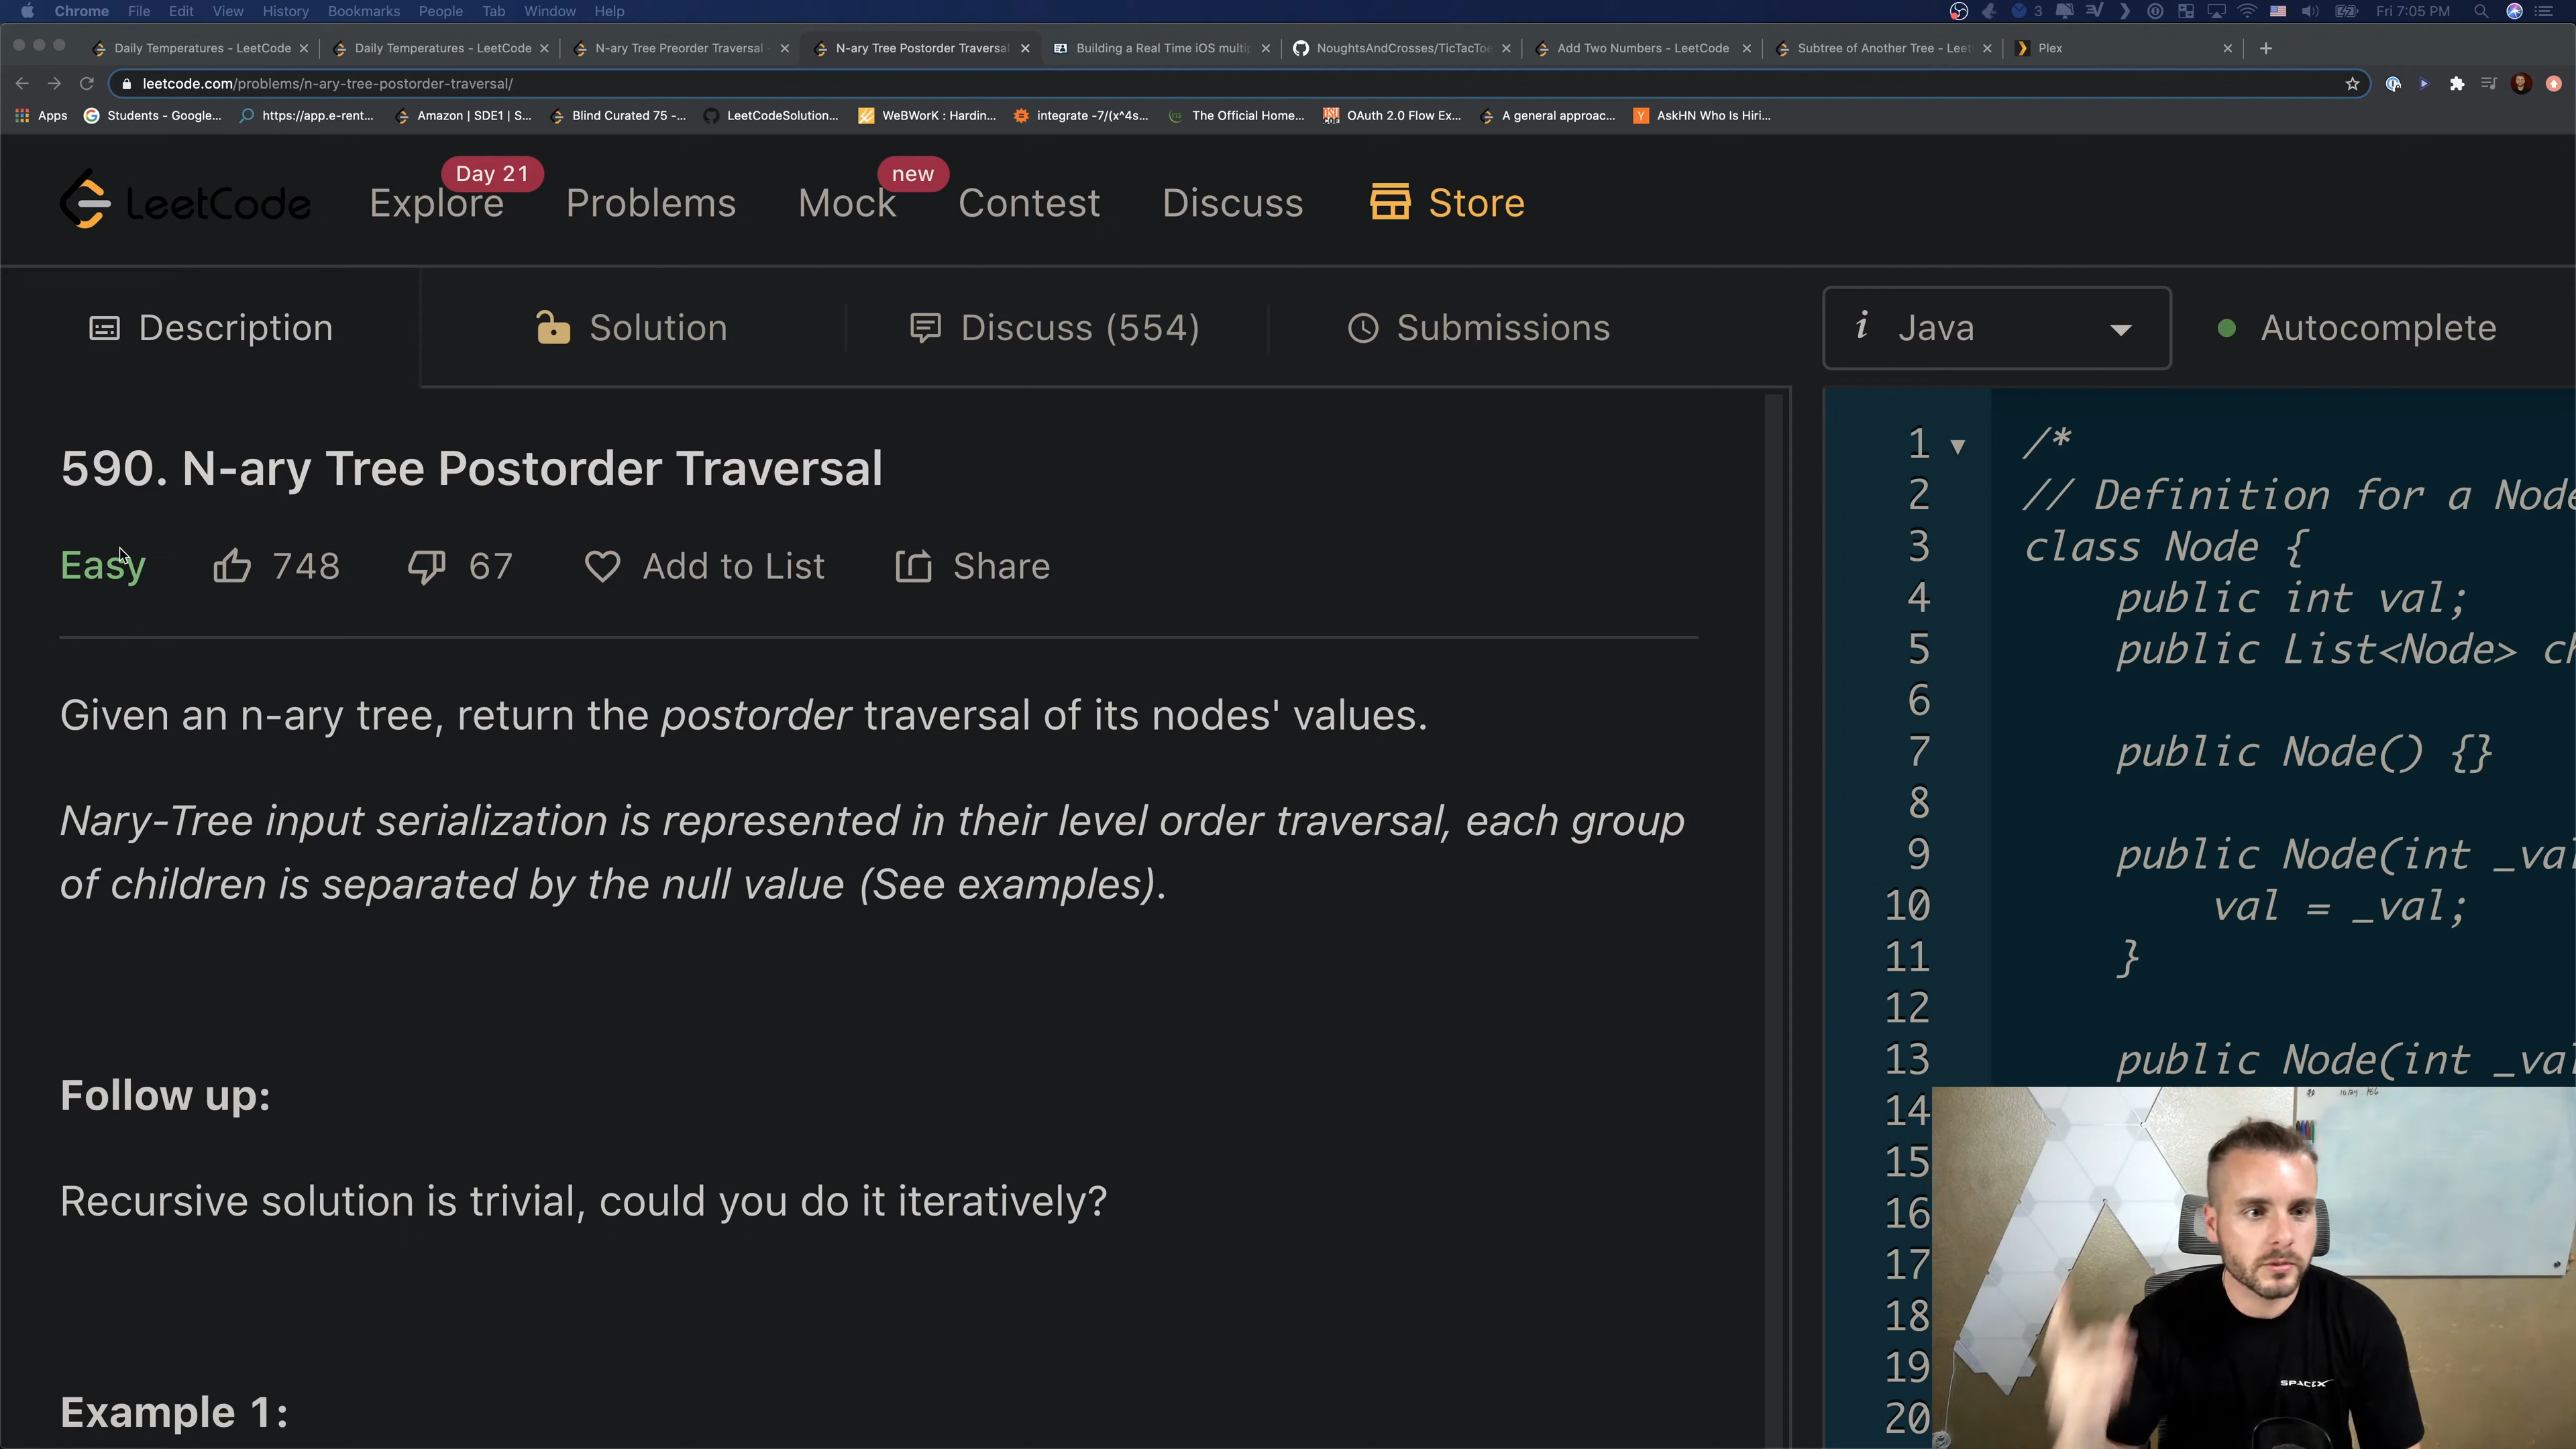 Chrome File Edit View History Bookmarks People Tab Window Help 3 Fri 7:05 PM
Daily Temperatures - LeetCode Daily Temperatures - LeetCode N-ary Tree Preorder Traversal - N-ary Tree Postorder Traversal Building a Real Time iOS multip NoughtsAndCrosses/TicTacToe Add Two Numbers - LeetCode Subtree of Another Tree - Leet Plex
leetcode.com/problems/n-ary-tree-postorder-traversal/
Apps Students - Google... https://app.e-rent... Amazon | SDE1 | S... Blind Curated 75 -... LeetCodeSolution... WeBWorK : Hardin... integrate -7/(x^4s... The Official Home... OAuth 2.0 Flow Ex... A general approac... AskHN Who Is Hiri...
LeetCode Explore Day 21 Problems Mock new Contest Discuss Store
Description Solution Discuss (554) Submissions
i Java Autocomplete
590. N-ary Tree Postorder Traversal
Easy 748 67 Add to List Share
Given an n-ary tree, return the postorder traversal of its nodes' values.
Nary-Tree input serialization is represented in their level order traversal, each group
of children is separated by the null value (See examples).
Follow up:
Recursive solution is trivial, could you do it iteratively?
Example 1:
1 /*
2 // Definition for a Node
3 class Node {
4 public int val;
5 public List<Node> ch
6
7 public Node() {}
8
9 public Node(int _val
10 val = _val;
11 }
12
13 public Node(int _val
14
15
16
17
18
19
20
SPACEX